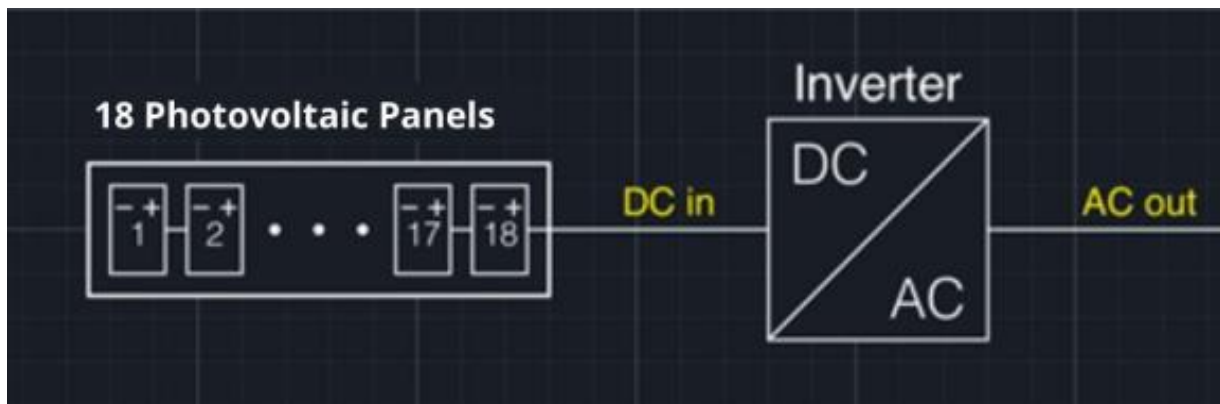 Inverter
18 Photovoltaic Panels
DC
DC in
AC out
- + - + - + - +
1 2 • • • 17 18
AC